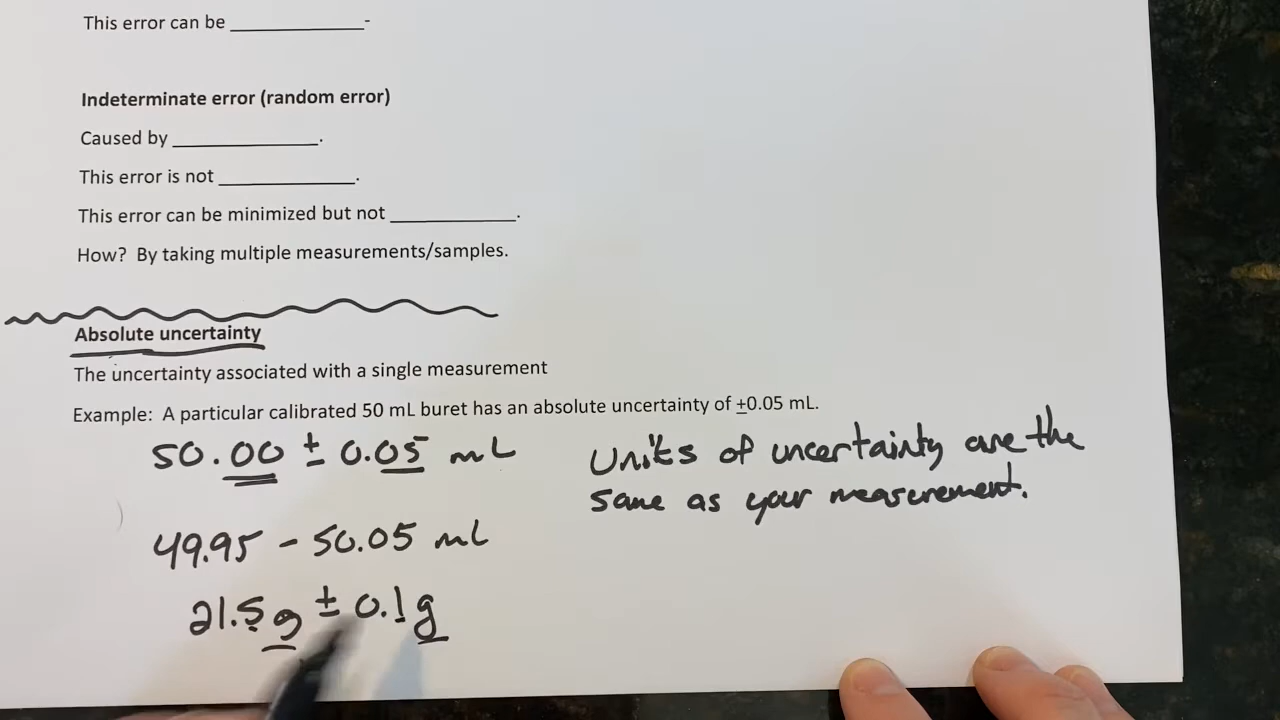 This error can be ____________-
Indeterminate error (random error)
Caused by ____________.
This error is not ____________.
This error can be minimized but not ____________.
How? By taking multiple measurements/samples.
Absolute uncertainty
The uncertainty associated with a single measurement
Example: A particular calibrated 50 mL buret has an absolute uncertainty of ±0.05 mL.
50.00 ± 0.05 mL
Units of uncertainty are the
same as your measurement.
49.95 - 50.05 mL
21.5g ± 0.1g